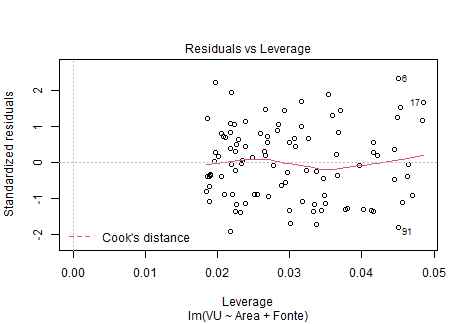 Residuals vs Leverage
Standardized residuals
2
1
0
-1
-2
6
17
91
Cook's distance
0.00 0.01 0.02 0.03 0.04 0.05
Leverage
lm(VU ~ Area + Fonte)